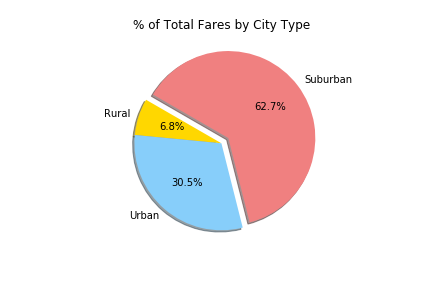 % of Total Fares by City Type
Suburban
62.7%
Rural
6.8%
30.5%
Urban